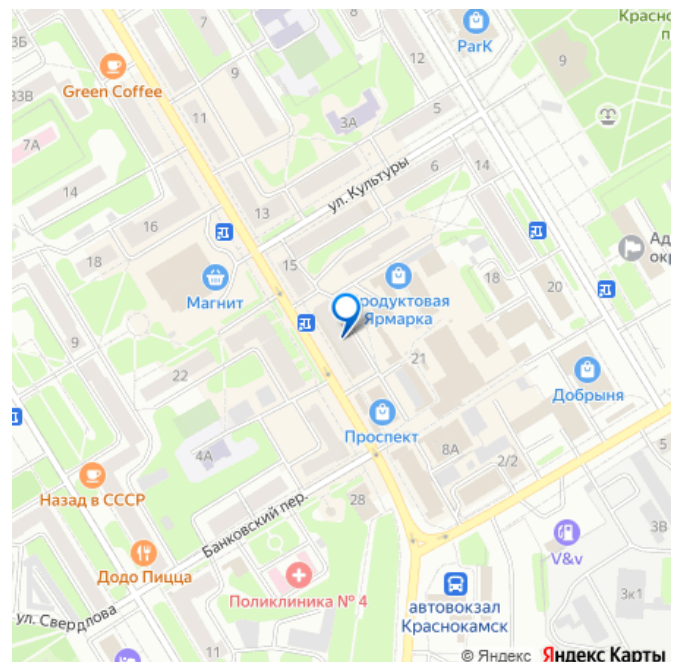 7
3Б
Green Coffee
ParK
Красно
п
9
9
33В
11
3А
5
7А
14
ул. Культуры
6
14
16
13
18
15
Магнит
Продуктовая
Ярмарка
18
20
Ад
окр
9
22
21
Добрыня
Проспект
4А
8А
2/2
5
Назад в СССР
28
Банковский пер.
V&v
3В
Додо Пицца
Поликлиника № 4
автовокзал
Краснокамск
3к1
ул. Свердлова
11
© Яндекс Яндекс Карты